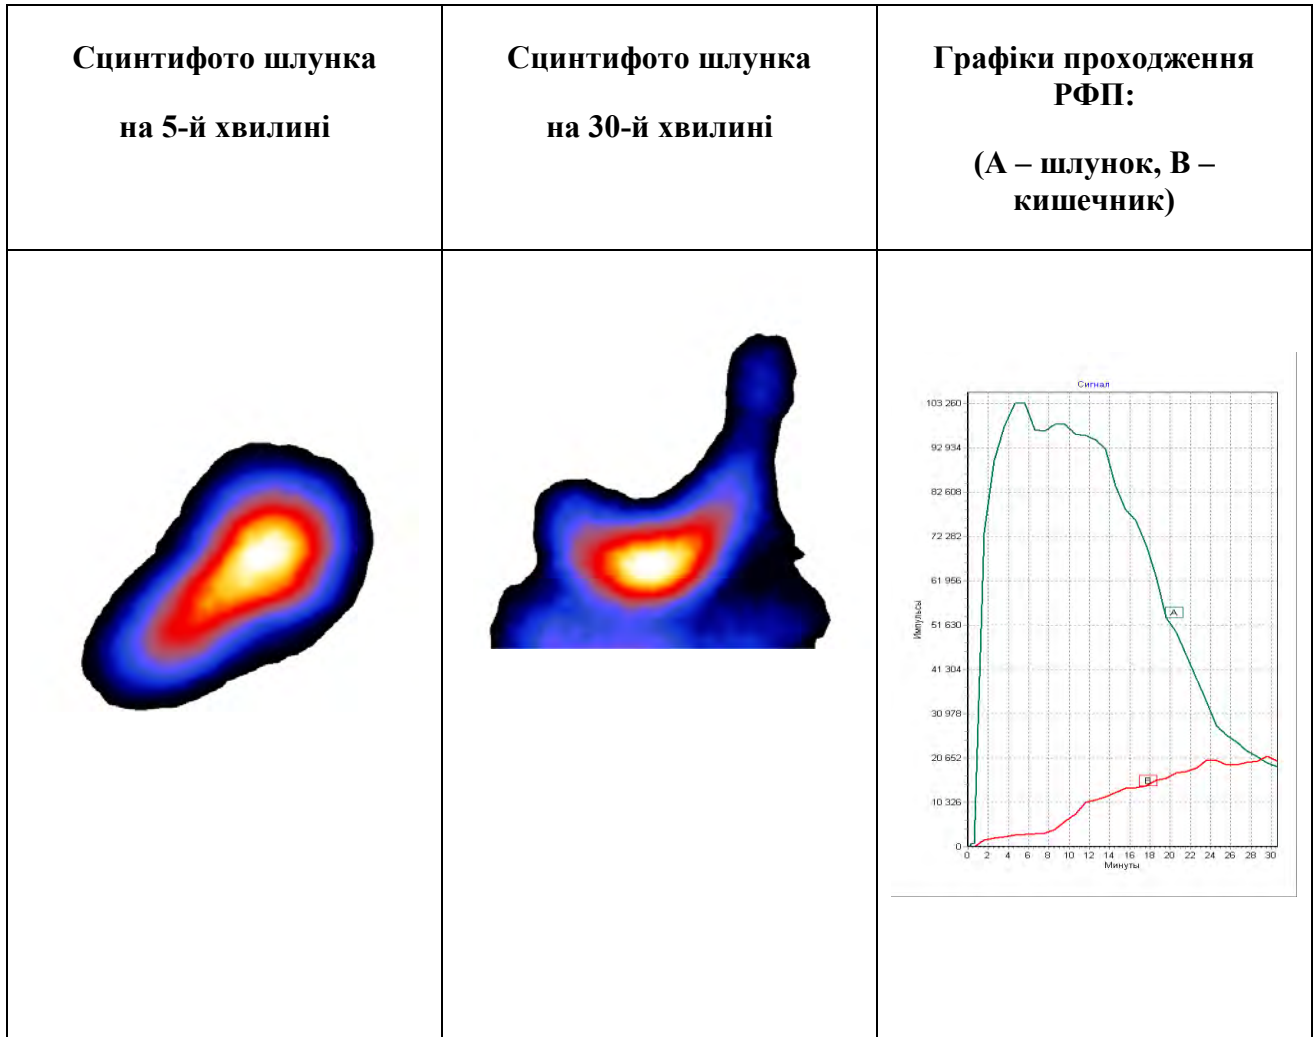 Сцинтифото шлунка
на 5-й хвилині
Сцинтифото шлунка
на 30-й хвилині
Графіки проходження
РФП:
(А – шлунок, В –
кишечник)
Сигнал
103 260
92 934
82 608
72 282
61 956
51 630
41 304
30 978
20 652
10 326
0
Импульсы
A
B
0 2 4 6 8 10 12 14 16 18 20 22 24 26 28 30
Минуты